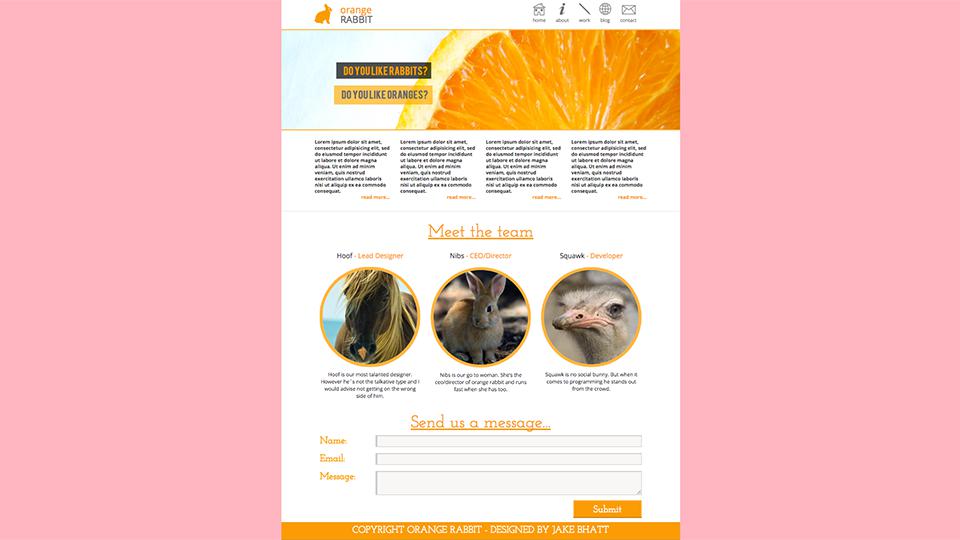 orange
RABBIT
home about work blog contact
DO YOU LIKE RABBITS?
DO YOU LIKE ORANGES?
Lorem ipsum dolor sit amet,
consectetur adipisicing elit, sed
do eiusmod tempor incididunt
ut labore et dolore magna
aliqua. Ut enim ad minim
veniam, quis nostrud
exercitation ullamco laboris
nisi ut aliquip ex ea commodo
consequat.
read more...
Lorem ipsum dolor sit amet,
consectetur adipisicing elit, sed
do eiusmod tempor incididunt
ut labore et dolore magna
aliqua. Ut enim ad minim
veniam, quis nostrud
exercitation ullamco laboris
nisi ut aliquip ex ea commodo
consequat.
read more...
Lorem ipsum dolor sit amet,
consectetur adipisicing elit, sed
do eiusmod tempor incididunt
ut labore et dolore magna
aliqua. Ut enim ad minim
veniam, quis nostrud
exercitation ullamco laboris
nisi ut aliquip ex ea commodo
consequat.
read more...
Lorem ipsum dolor sit amet,
consectetur adipisicing elit, sed
do eiusmod tempor incididunt
ut labore et dolore magna
aliqua. Ut enim ad minim
veniam, quis nostrud
exercitation ullamco laboris
nisi ut aliquip ex ea commodo
consequat.
read more...
Meet the team
Hoof - Lead Designer
Hoof is our most talanted designer.
However he`s not the talkative type and I
would advise not getting on the wrong
side of him.
Nibs - CEO/Director
Nibs is our go to woman. She's the
ceo/director of orange rabbit and runs
fast when she has too.
Squawk - Developer
Squawk is no social bunny. But when it
comes to programming he stands out
from the crowd.
Send us a message...
Name:
Email:
Message:
Submit
COPYRIGHT ORANGE RABBIT - DESIGNED BY JAKE BHATT